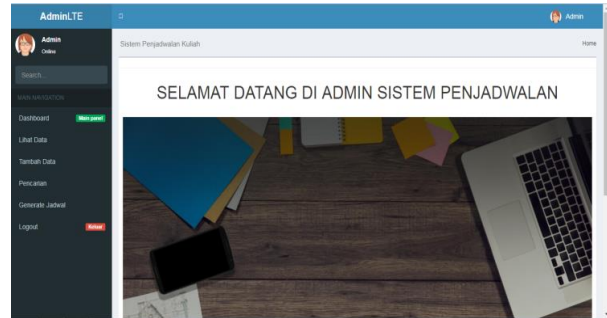 AdminLTE
Admin
Admin
Online
Search...
MAIN NAVIGATION
Dashboard Main panel
Lihat Data
Tambah Data
Pencarian
Generate Jadwal
Logout Keluar
Sistem Penjadwalan Kuliah
Home
SELAMAT DATANG DI ADMIN SISTEM PENJADWALAN